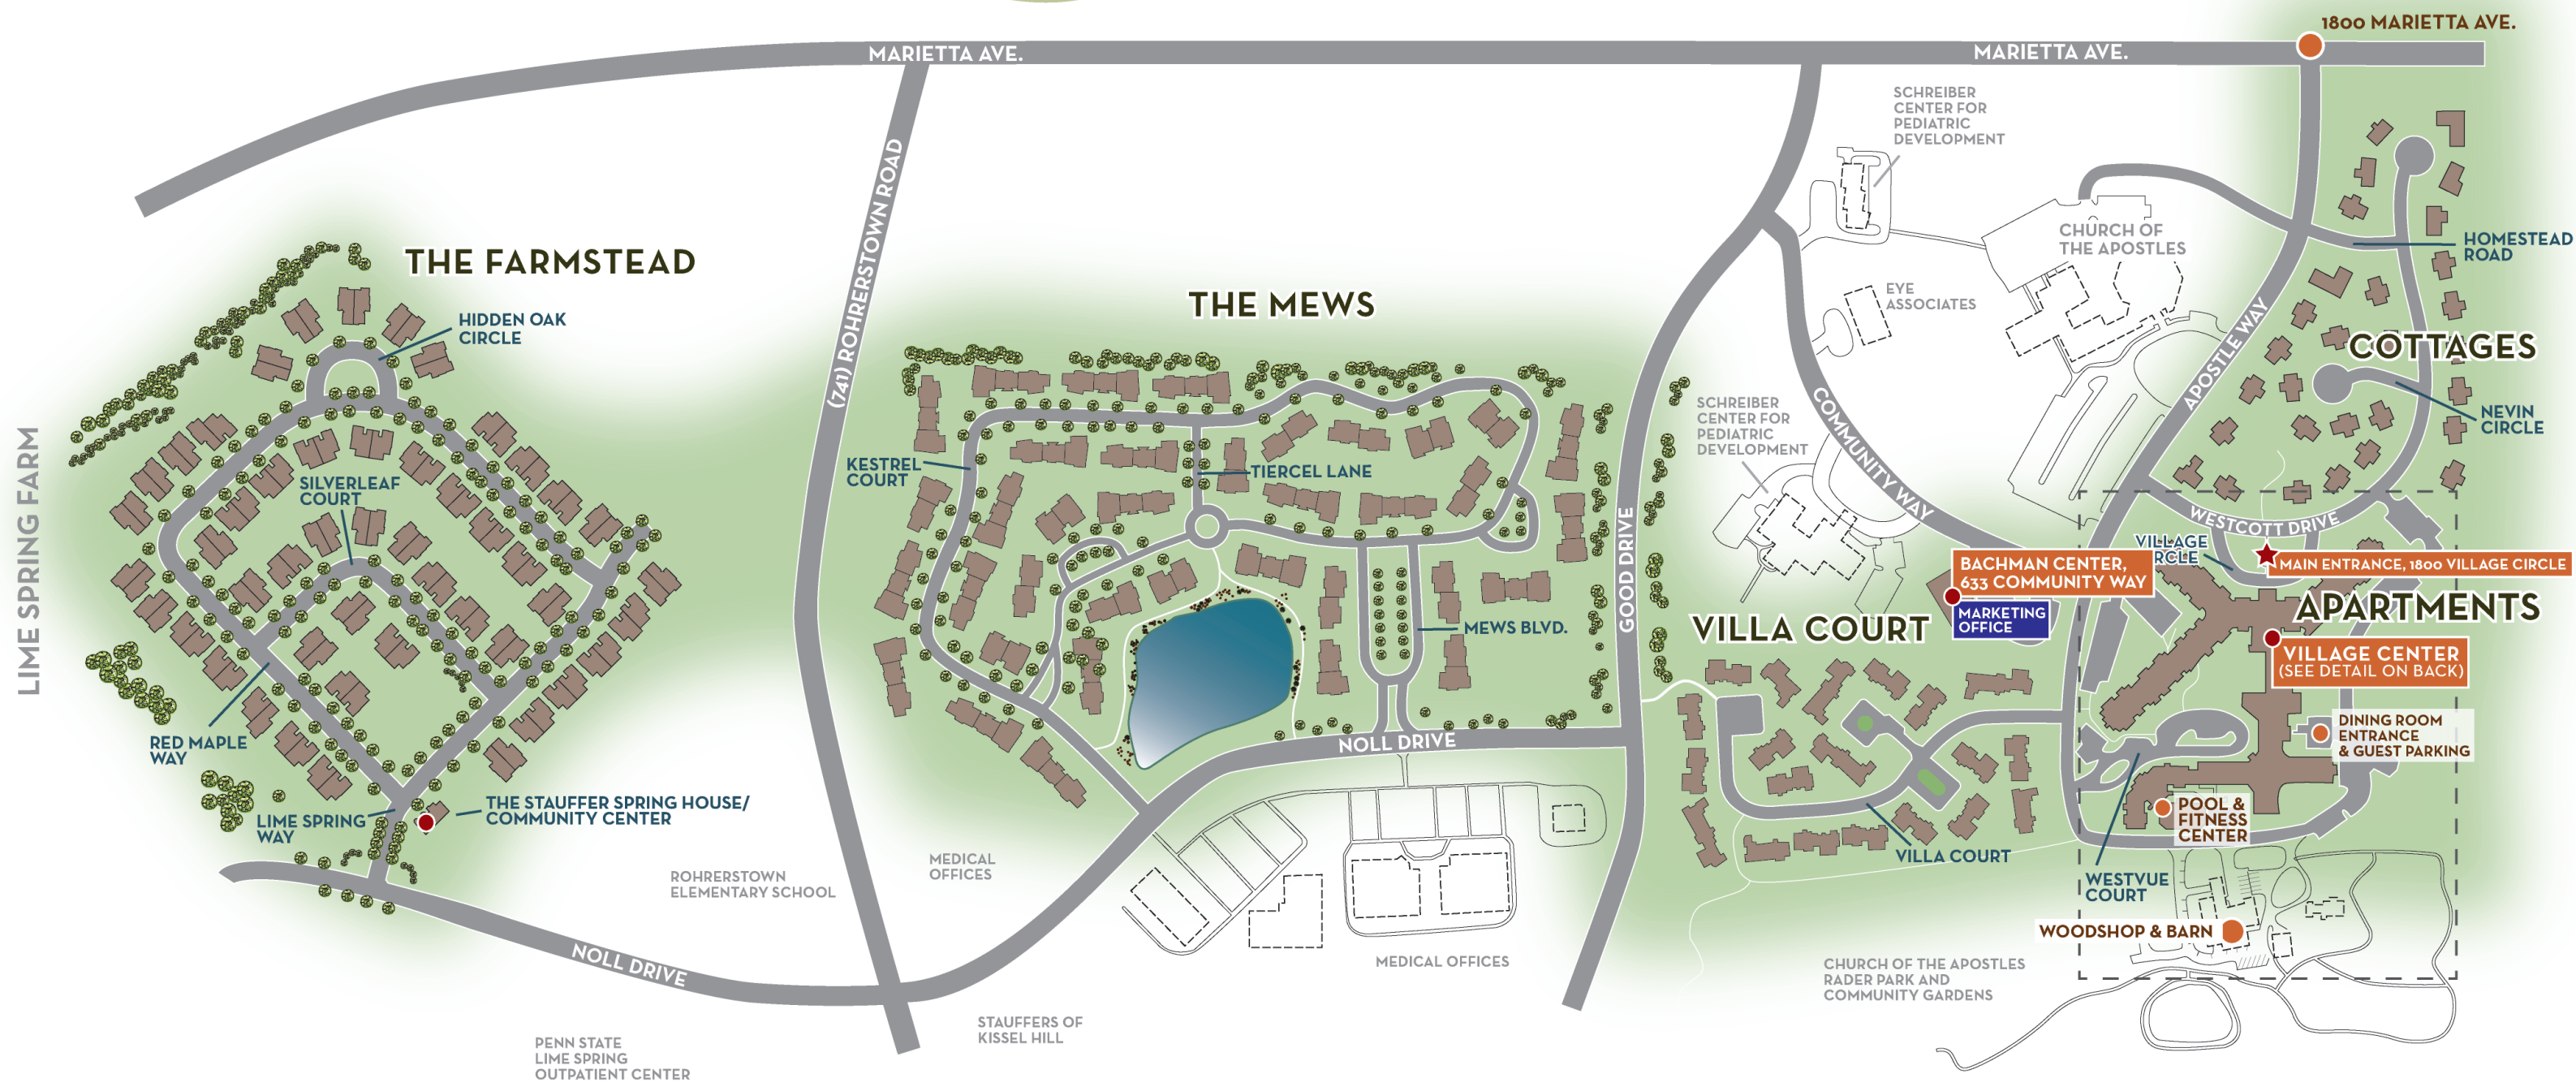 1800 MARIETTA AVE.
MARIETTA AVE.
MARIETTA AVE.
SCHREIBER
CENTER FOR
PEDIATRIC
DEVELOPMENT
(741) ROHRERSTOWN ROAD
CHURCH OF
THE APOSTLES
HOMESTEAD
ROAD
THE FARMSTEAD
THE MEWS
EYE
ASSOCIATES
HIDDEN OAK
CIRCLE
APOSTLE WAY
COTTAGES
SCHREIBER
CENTER FOR
PEDIATRIC
DEVELOPMENT
COMMUNITY WAY
NEVIN
CIRCLE
LIME SPRING FARM
KESTREL
COURT
TIERCEL LANE
SILVERLEAF
COURT
GOOD DRIVE
WESTCOTT DRIVE
VILLAGE
RCLE
MAIN ENTRANCE, 1800 VILLAGE CIRCLE
BACHMAN CENTER,
633 COMMUNITY WAY
MARKETING
OFFICE
APARTMENTS
VILLA COURT
MEWS BLVD.
VILLAGE CENTER
(SEE DETAIL ON BACK)
RED MAPLE
WAY
NOLL DRIVE
DINING ROOM
ENTRANCE
& GUEST PARKING
THE STAUFFER SPRING HOUSE/
COMMUNITY CENTER
LIME SPRING
WAY
POOL &
FITNESS
CENTER
VILLA COURT
MEDICAL
OFFICES
ROHRERSTOWN
ELEMENTARY SCHOOL
WESTVUE
COURT
WOODSHOP & BARN
NOLL DRIVE
MEDICAL OFFICES
CHURCH OF THE APOSTLES
RADER PARK AND
COMMUNITY GARDENS
STAUFFERS OF
KISSEL HILL
PENN STATE
LIME SPRING
OUTPATIENT CENTER